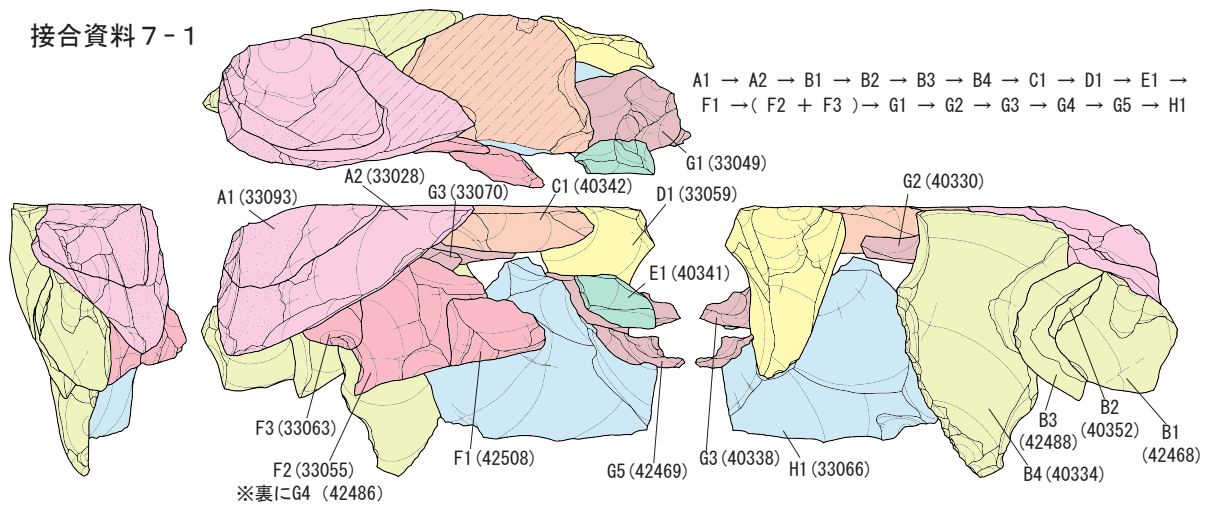 接合資料7-1
A1 → A2 → B1 → B2 → B3 → B4 → C1 → D1 → E1 →
F1 →( F2 + F3 )→ G1 → G2 → G3 → G4 → G5 → H1
G1(33049)
A1(33093)
A2(33028)
G3(33070)
C1(40342)
D1(33059)
G2(40330)
E1(40341)
F3(33063)
F2(33055)
※裏にG4 (42486)
F1(42508)
G5(42469)
G3(40338)
H1(33066)
B3
(42488)
B2
(40352)
B1
(42468)
B4(40334)